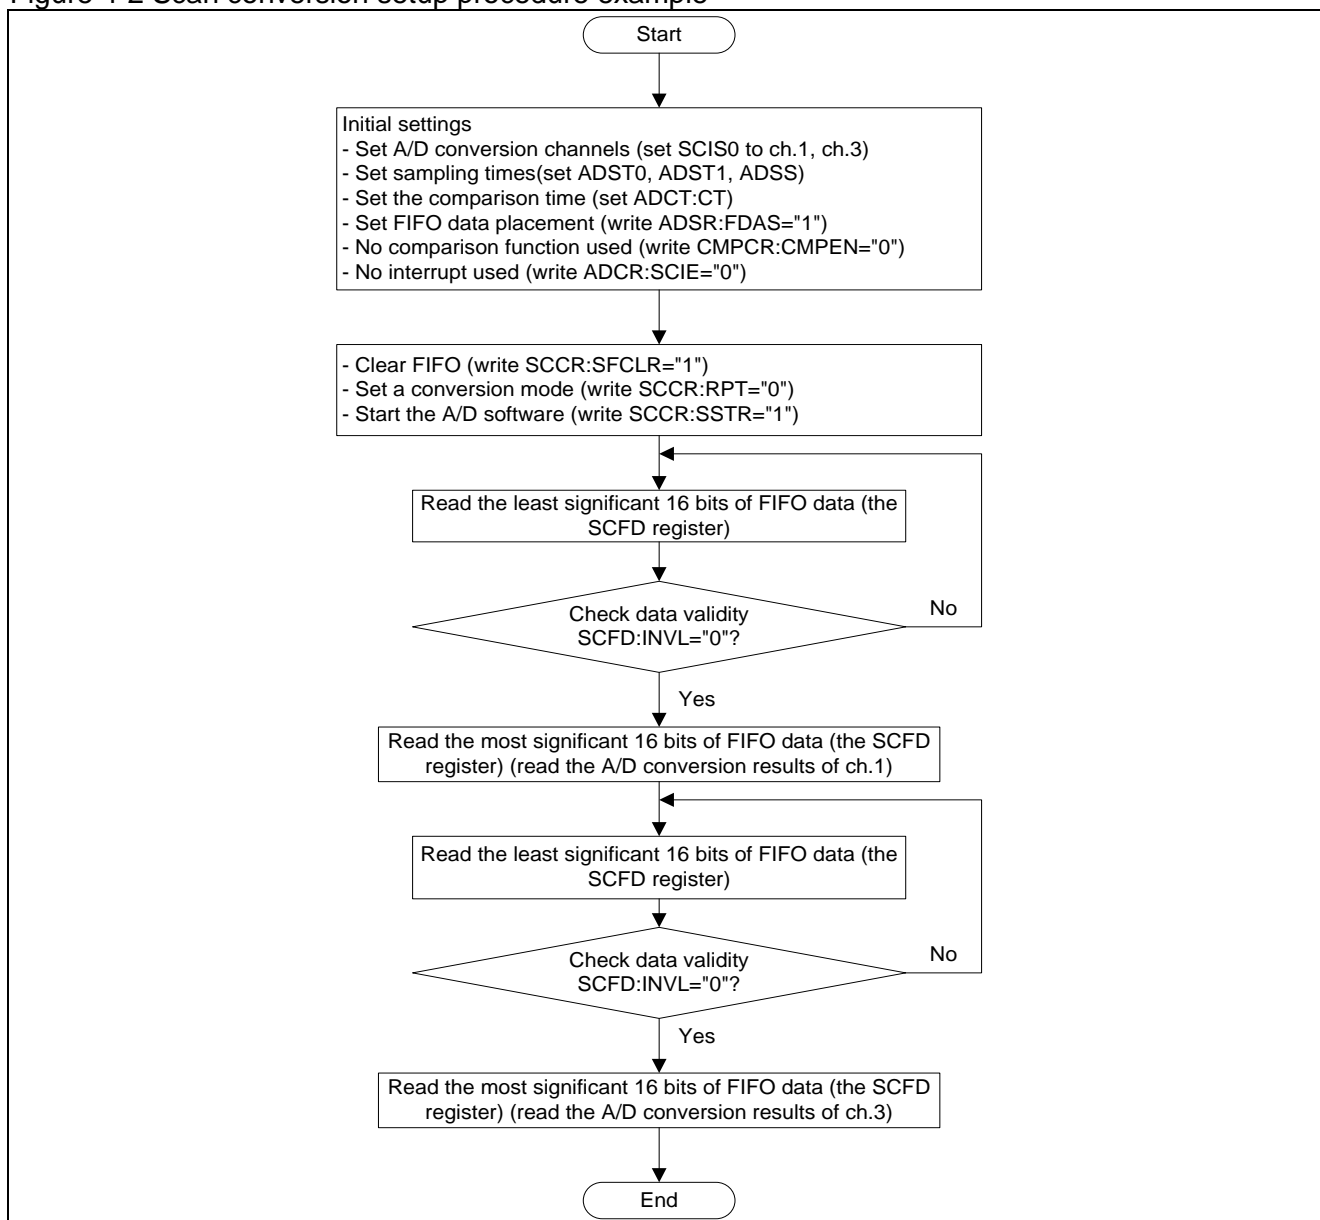 Figure 4-2 Scan conversion setup procedure example
Start
Initial settings
- Set A/D conversion channels (set SCIS0 to ch.1, ch.3)
- Set sampling times(set ADST0, ADST1, ADSS)
- Set the comparison time (set ADCT:CT)
- Set FIFO data placement (write ADSR:FDAS="1")
- No comparison function used (write CMPCR:CMPEN="0")
- No interrupt used (write ADCR:SCIE="0")
- Clear FIFO (write SCCR:SFCLR="1")
- Set a conversion mode (write SCCR:RPT="0")
- Start the A/D software (write SCCR:SSTR="1")
Read the least significant 16 bits of FIFO data (the
SCFD register)
Check data validity
SCFD:INVL="0"?
No
Yes
Read the most significant 16 bits of FIFO data (the SCFD
register) (read the A/D conversion results of ch.1)
Read the least significant 16 bits of FIFO data (the
SCFD register)
Check data validity
SCFD:INVL="0"?
No
Yes
Read the most significant 16 bits of FIFO data (the SCFD
register) (read the A/D conversion results of ch.3)
End